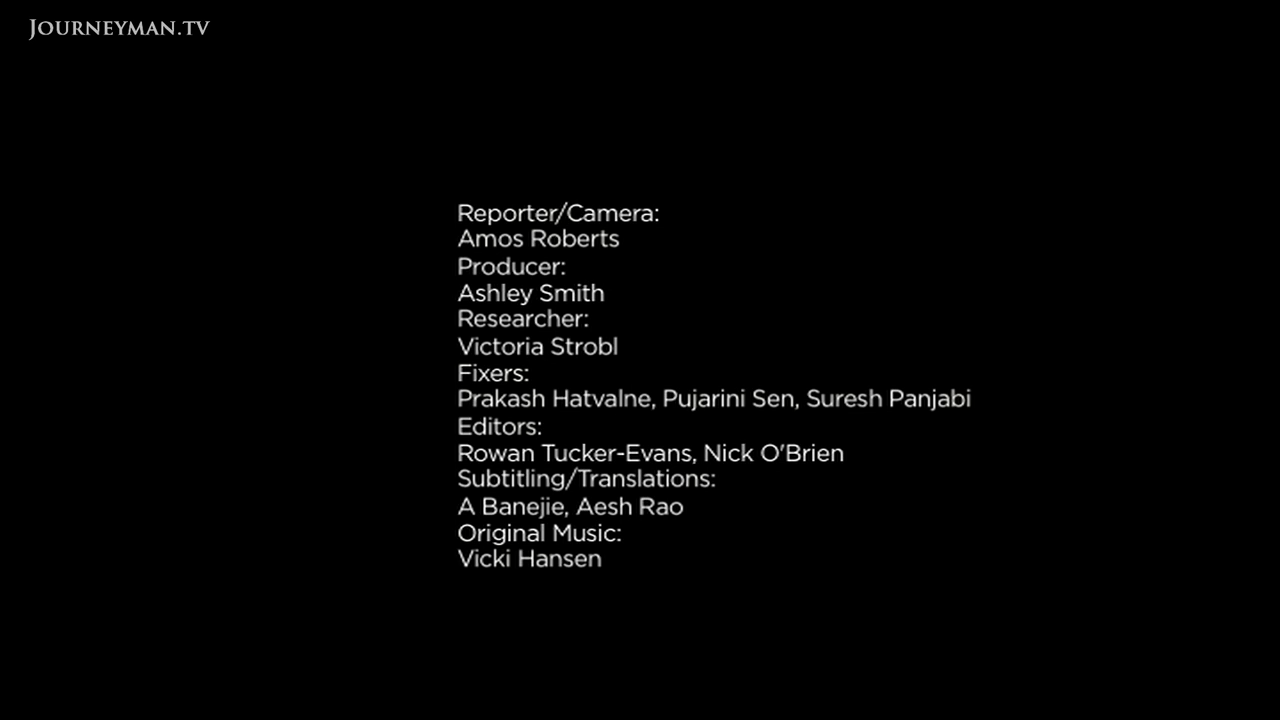 JOURNEYMAN.TV
Reporter/Camera:
Amos Roberts
Producer:
Ashley Smith
Researcher:
Victoria Strobl
Fixers:
Prakash Hatvalne, Pujarini Sen, Suresh Panjabi
Editors:
Rowan Tucker-Evans, Nick O'Brien
Subtitling/Translations:
A Banejie, Aesh Rao
Original Music:
Vicki Hansen